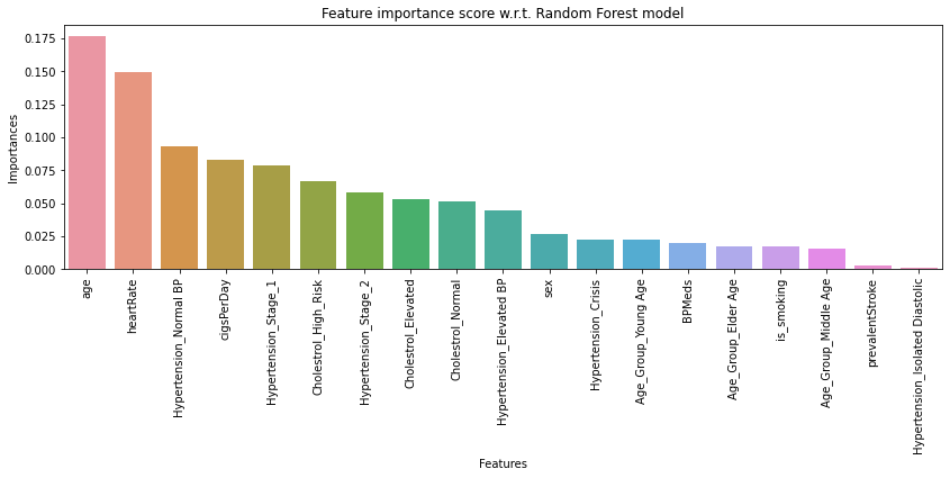 Feature importance score w.r.t. Random Forest model
Importances
0.175
0.150
0.125
0.100
0.075
0.050
0.025
0.000
age
heartRate
Hypertension_Normal BP
cigsPerDay
Hypertension_Stage_1
Cholestrol_High_Risk
Hypertension_Stage_2
Cholestrol_Elevated
Cholestrol_Normal
Hypertension_Elevated BP
sex
Hypertension_Crisis
Age_Group_Young Age
BPMeds
Age_Group_Elder Age
is_smoking
Age_Group_Middle Age
prevalentStroke
Hypertension_Isolated Diastolic
Features